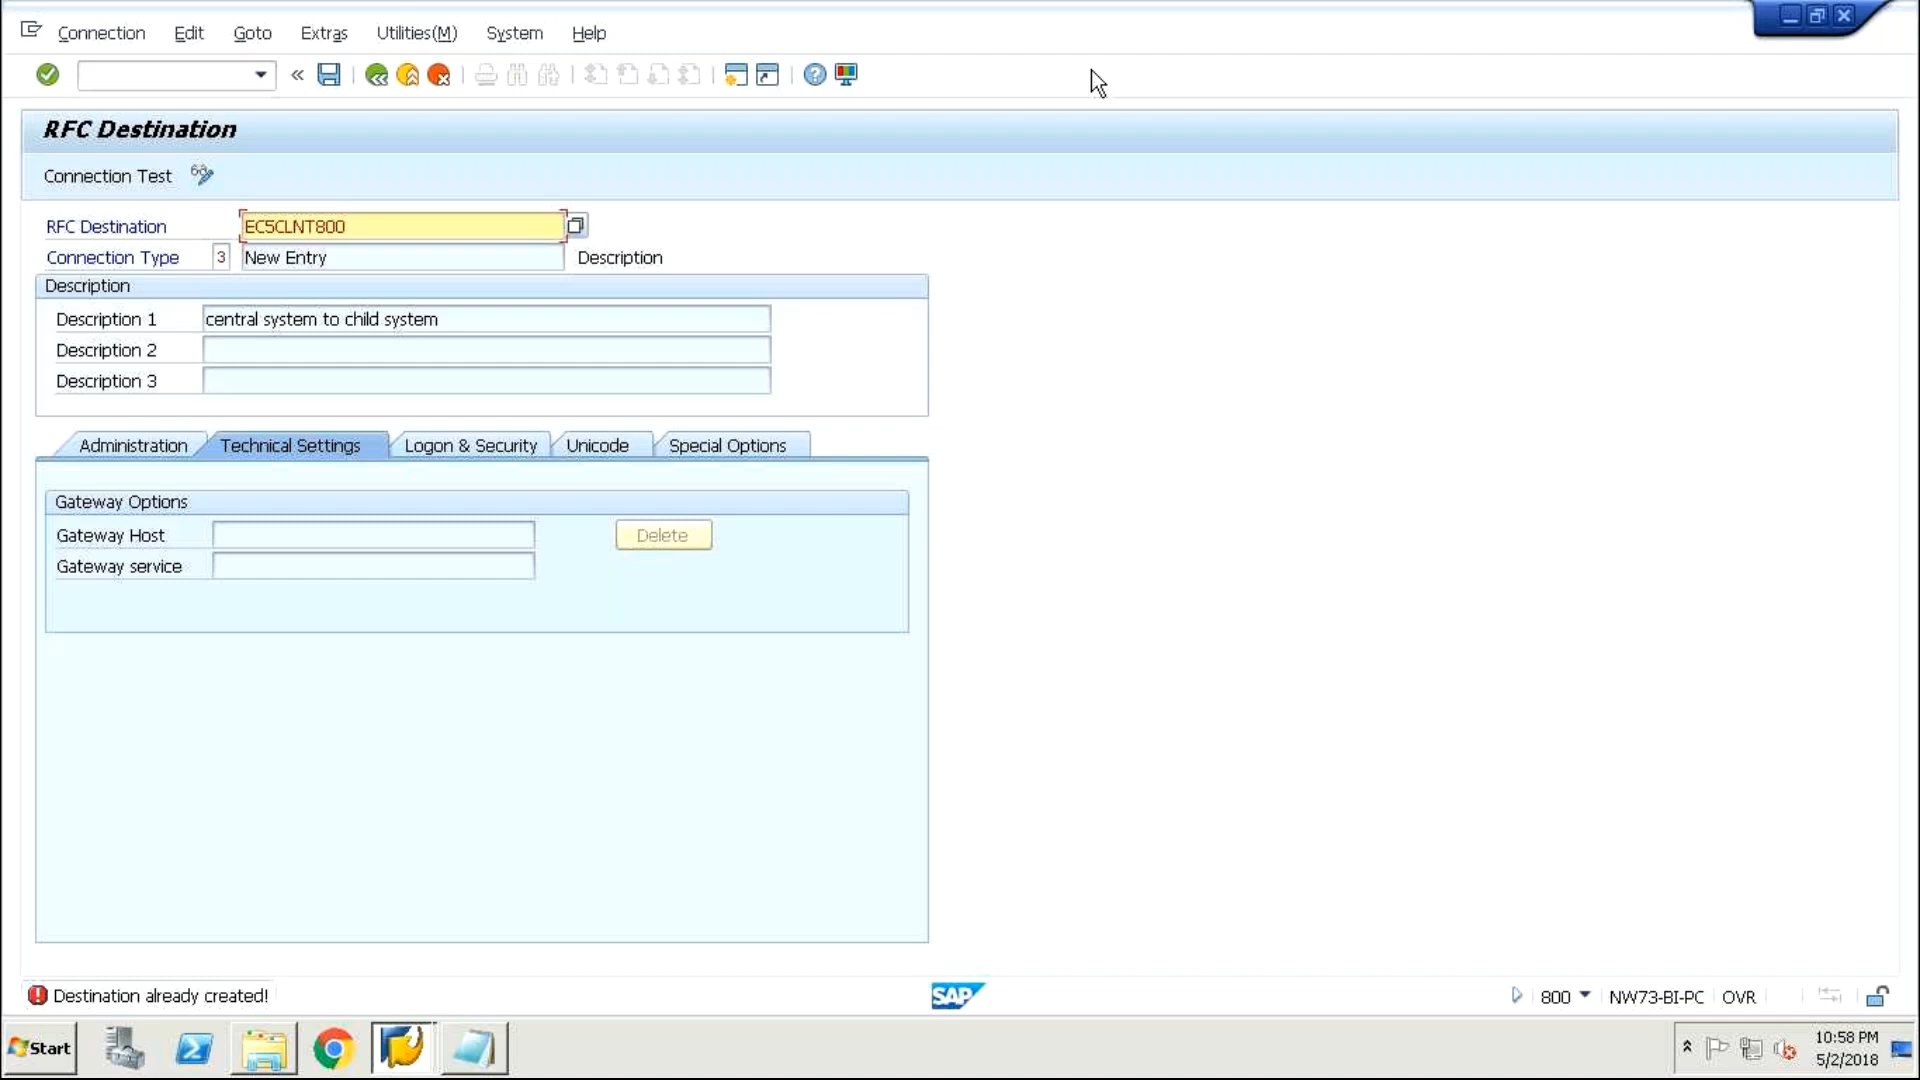 Connection Edit Goto Extras Utilities(M) System Help
RFC Destination
Connection Test
RFC Destination EC5CLNT800
Connection Type 3 New Entry Description
Description
Description 1 central system to child system
Description 2
Description 3
Administration Technical Settings Logon & Security Unicode Special Options
Gateway Options
Gateway Host Delete
Gateway service
Destination already created! SAP 800 NW73-BI-PC OVR
Start 10:58 PM
5/2/2018